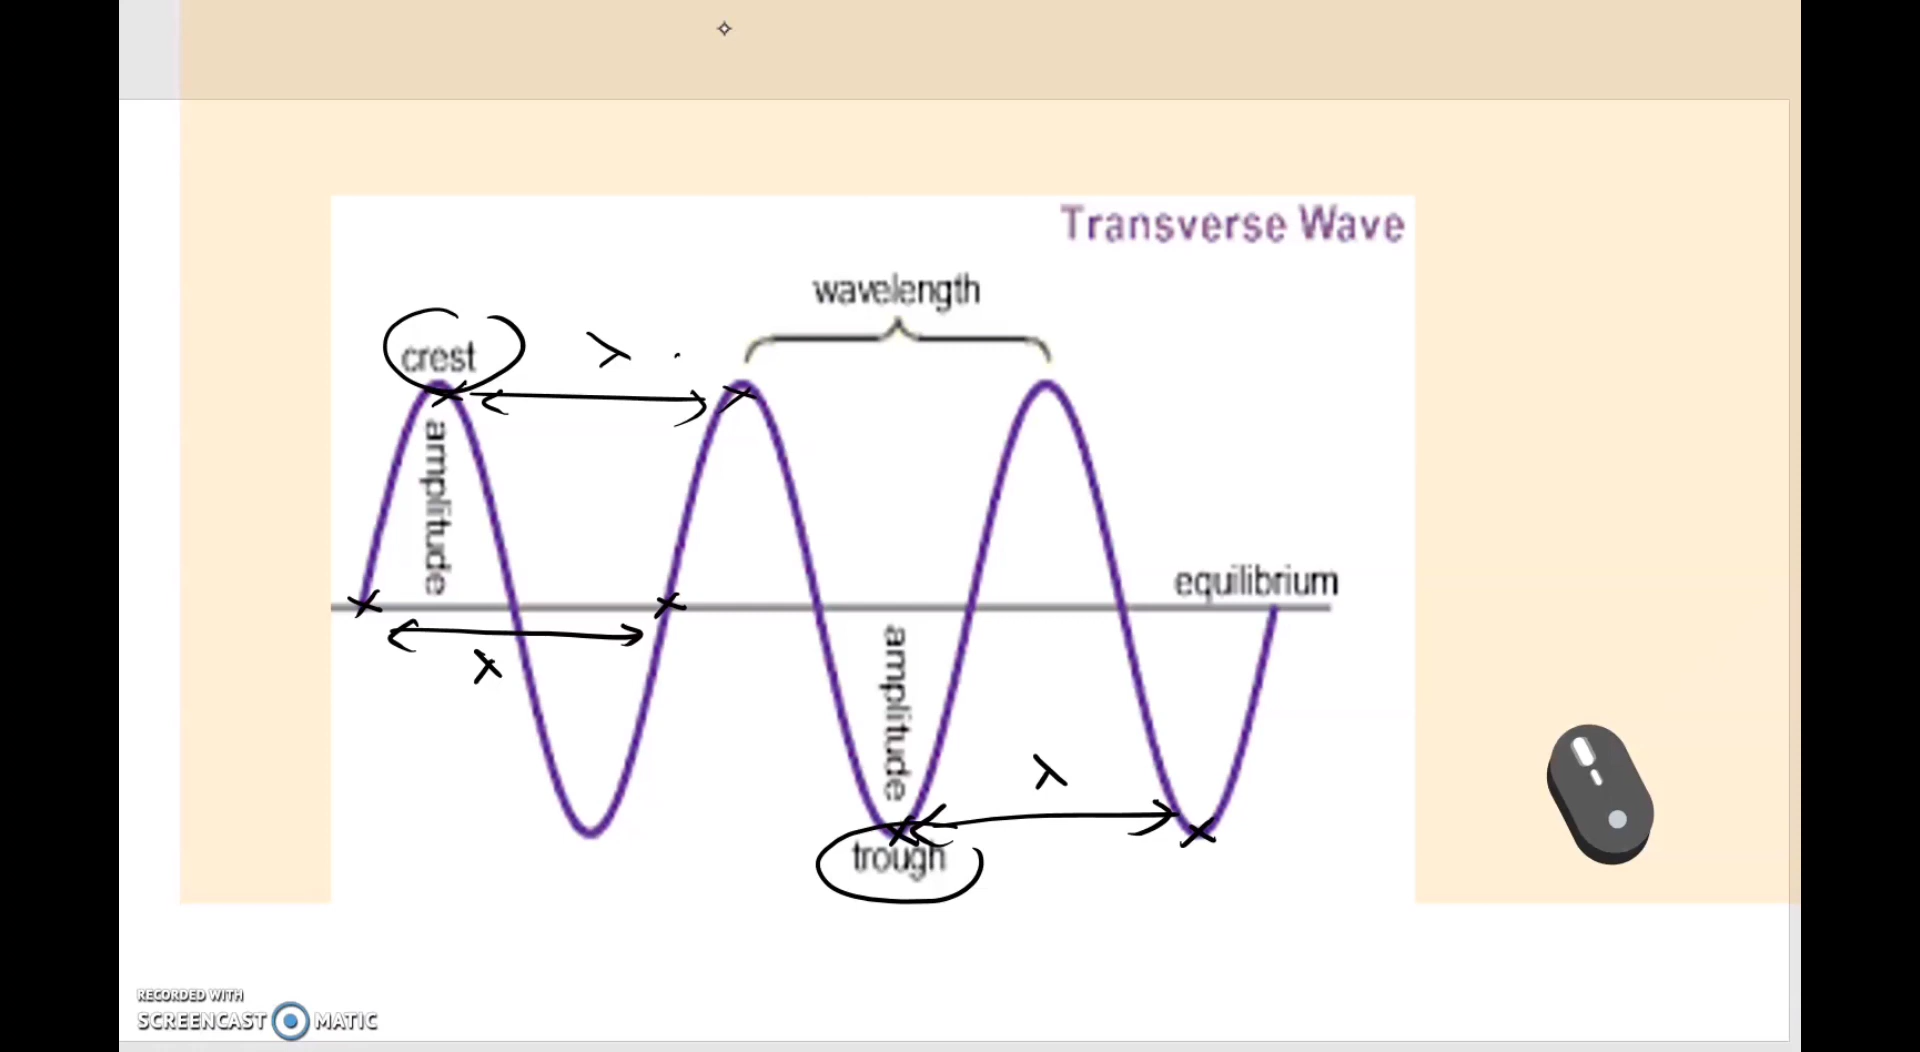 Transverse Wave
wavelength
crest
λ
amplitude
equilibrium
λ
amplitude
λ
trough
RECORDED WITH
SCREENCAST MATIC